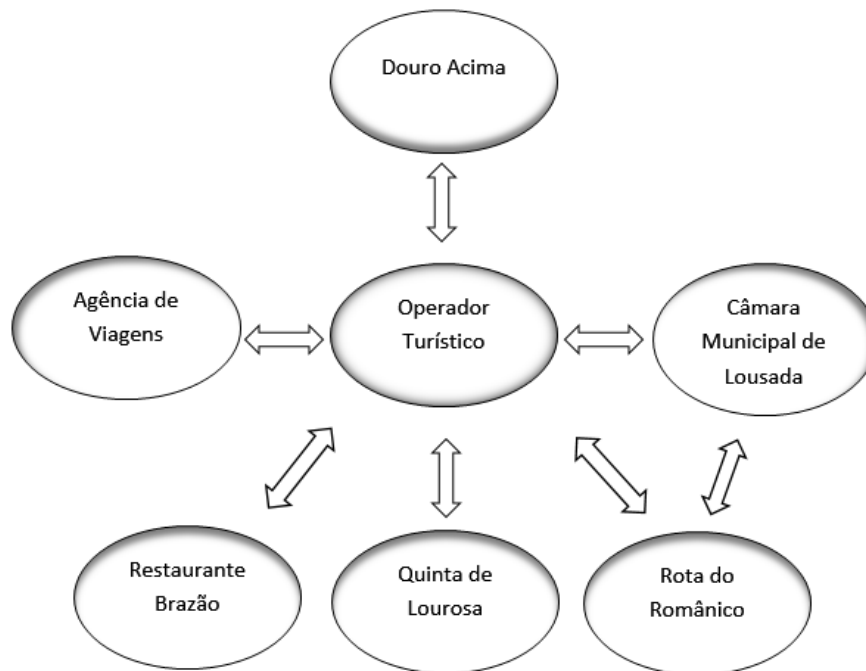 Douro Acima
Agência de
Viagens
Operador
Turístico
Câmara
Municipal de
Lousada
Restaurante
Brazão
Quinta de
Lourosa
Rota do
Românico